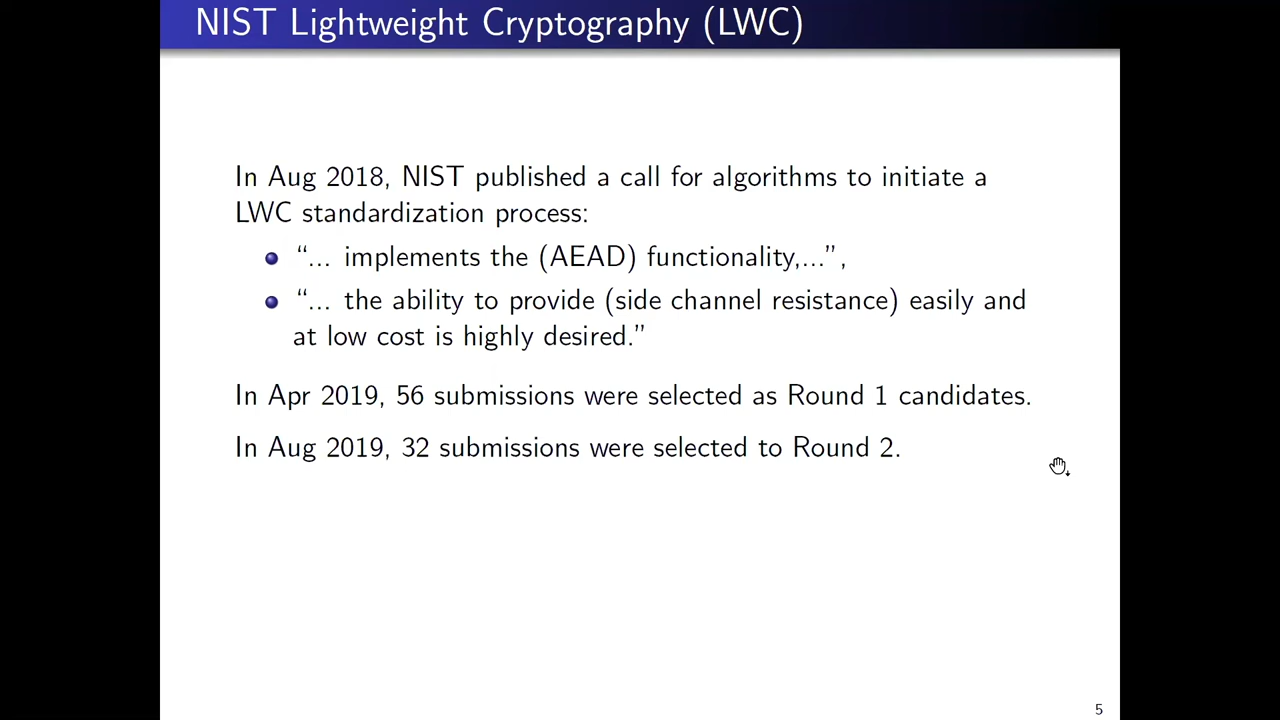 NIST Lightweight Cryptography (LWC)
In Aug 2018, NIST published a call for algorithms to initiate a
LWC standardization process:
“... implements the (AEAD) functionality,...”,
“... the ability to provide (side channel resistance) easily and
at low cost is highly desired.”
In Apr 2019, 56 submissions were selected as Round 1 candidates.
In Aug 2019, 32 submissions were selected to Round 2.
5